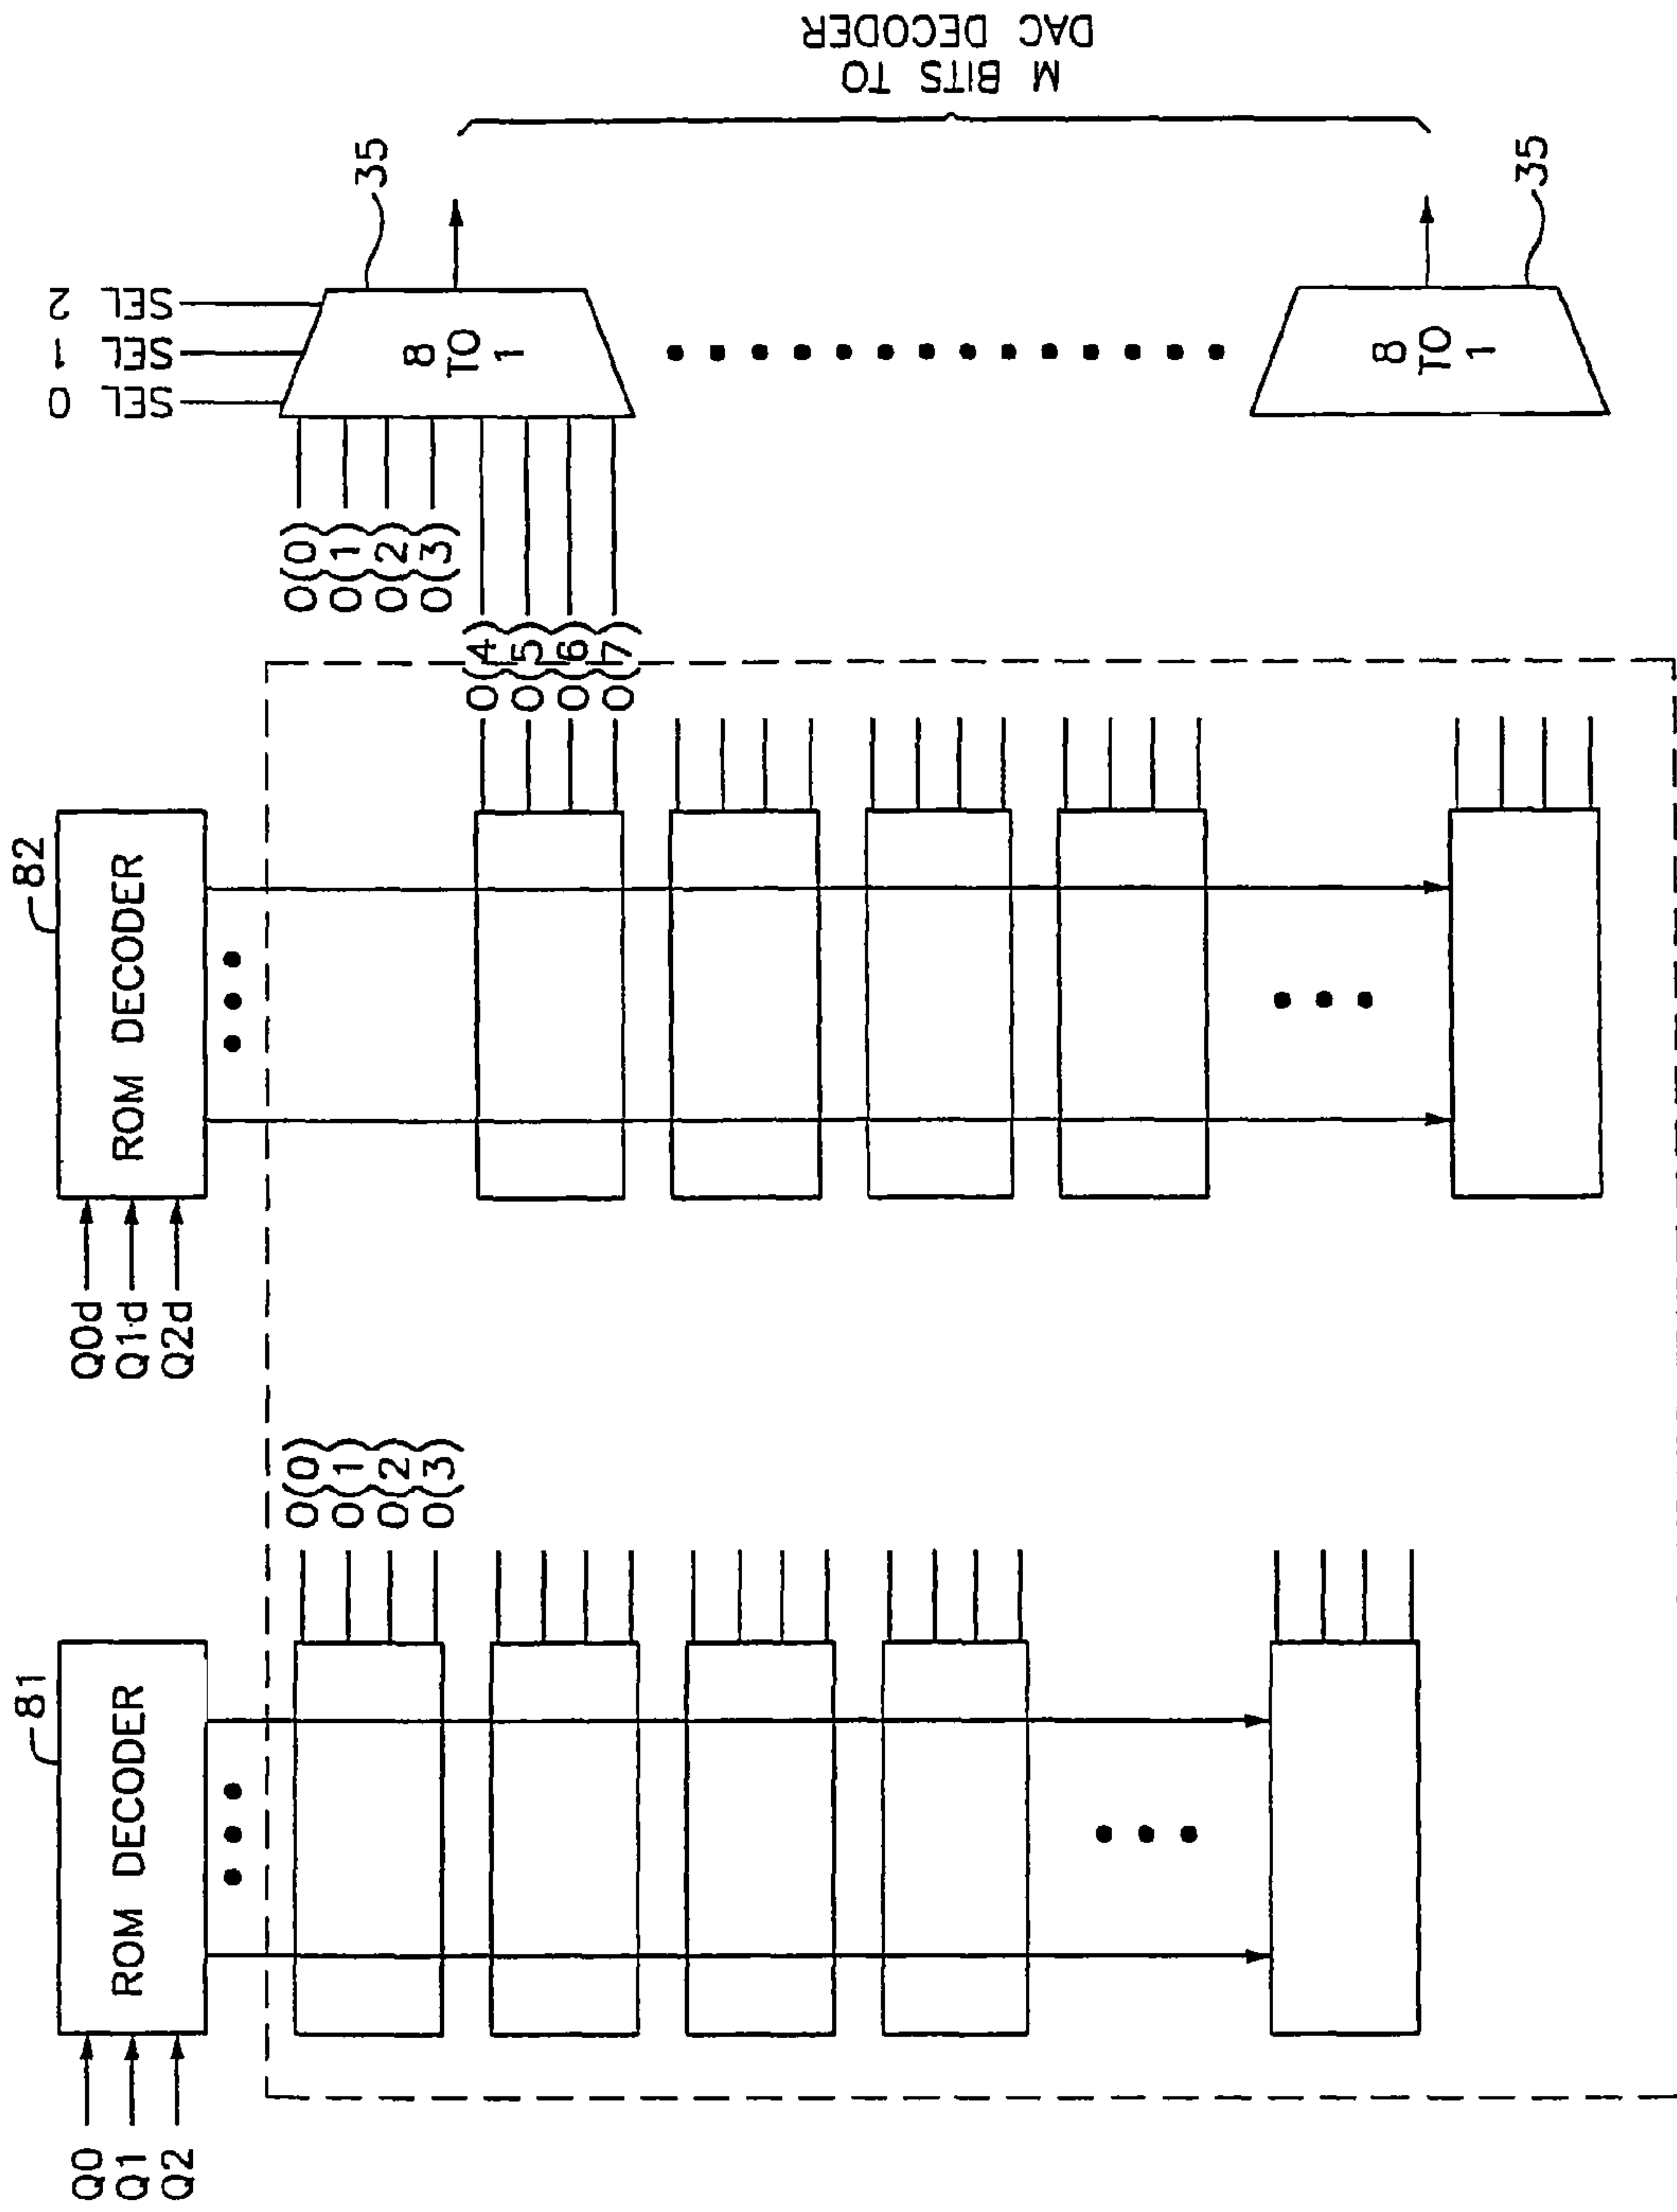 Q0
Q1
Q2
81
ROM DECODER
O(0)
O(1)
O(2)
O(3)
Q0d
Q1d
Q2d
82
ROM DECODER
O(4)
O(5)
O(6)
O(7)
O(0)
O(1)
O(2)
O(3)
SEL 0
SEL 1
SEL 2
8
TO
1
35
8
TO
1
35
M BITS TO
DAC DECODER